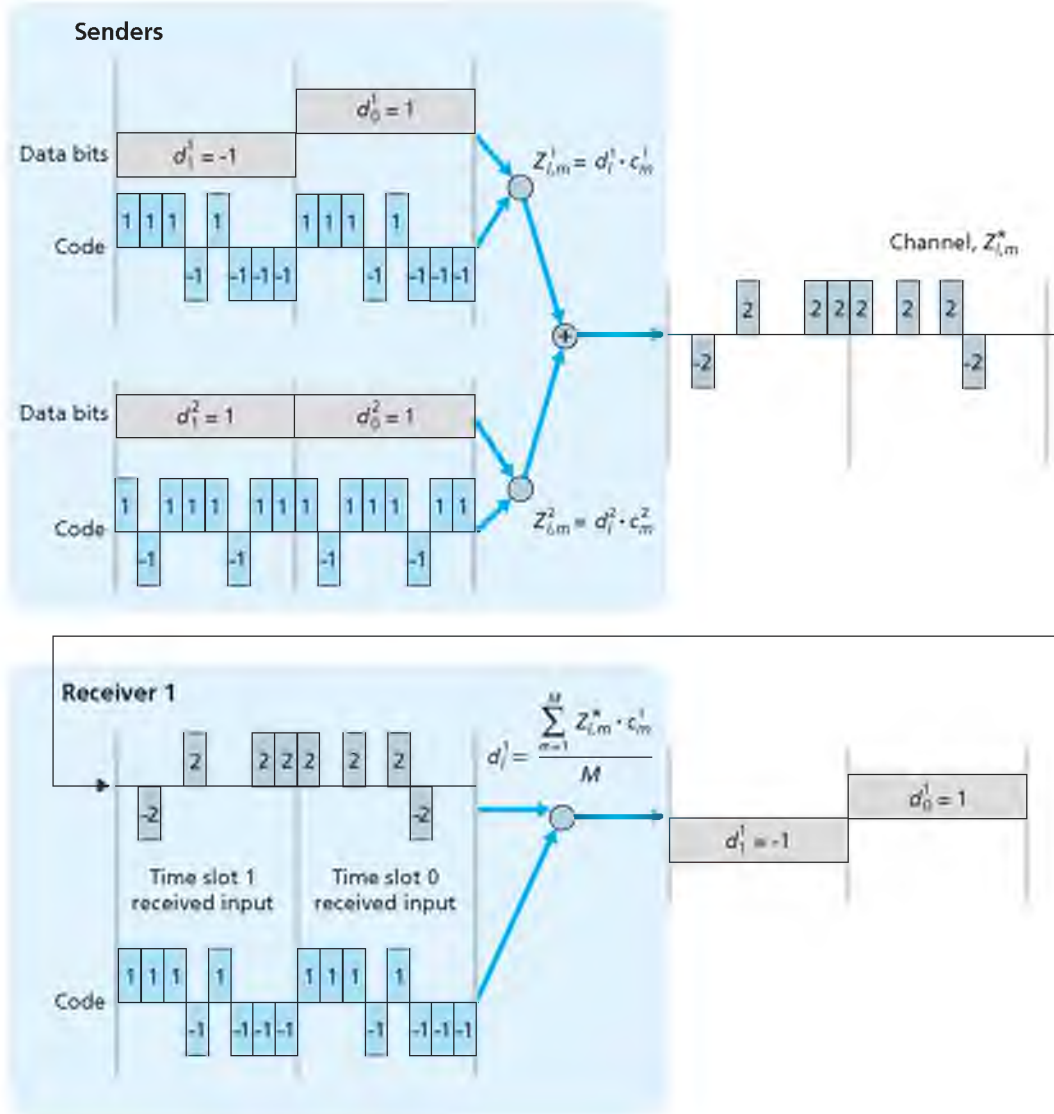 Senders
d¹₀ = 1
Data bits
d¹₁ = -1
1 1 1 1 1 1 1 1
Code
-1 -1 -1 -1 -1 -1 -1 -1
Z¹i,m = d¹i · c¹m
Channel, Z*i,m
2 2 2 2 2 2
-2 -2
+
Data bits
d²₁ = 1
d²₀ = 1
1 1 1 1 1 1 1 1 1 1 1 1
Code
-1 -1 -1 -1
Z²i,m = d²i · c²m
Receiver 1
2 2 2 2 2 2
-2 -2
d¹i = M Σ m=1 Z*i,m · c¹m
M
d¹₀ = 1
d¹₁ = -1
Time slot 1 received input
Time slot 0 received input
1 1 1 1 1 1 1 1
Code
-1 -1 -1 -1 -1 -1 -1 -1